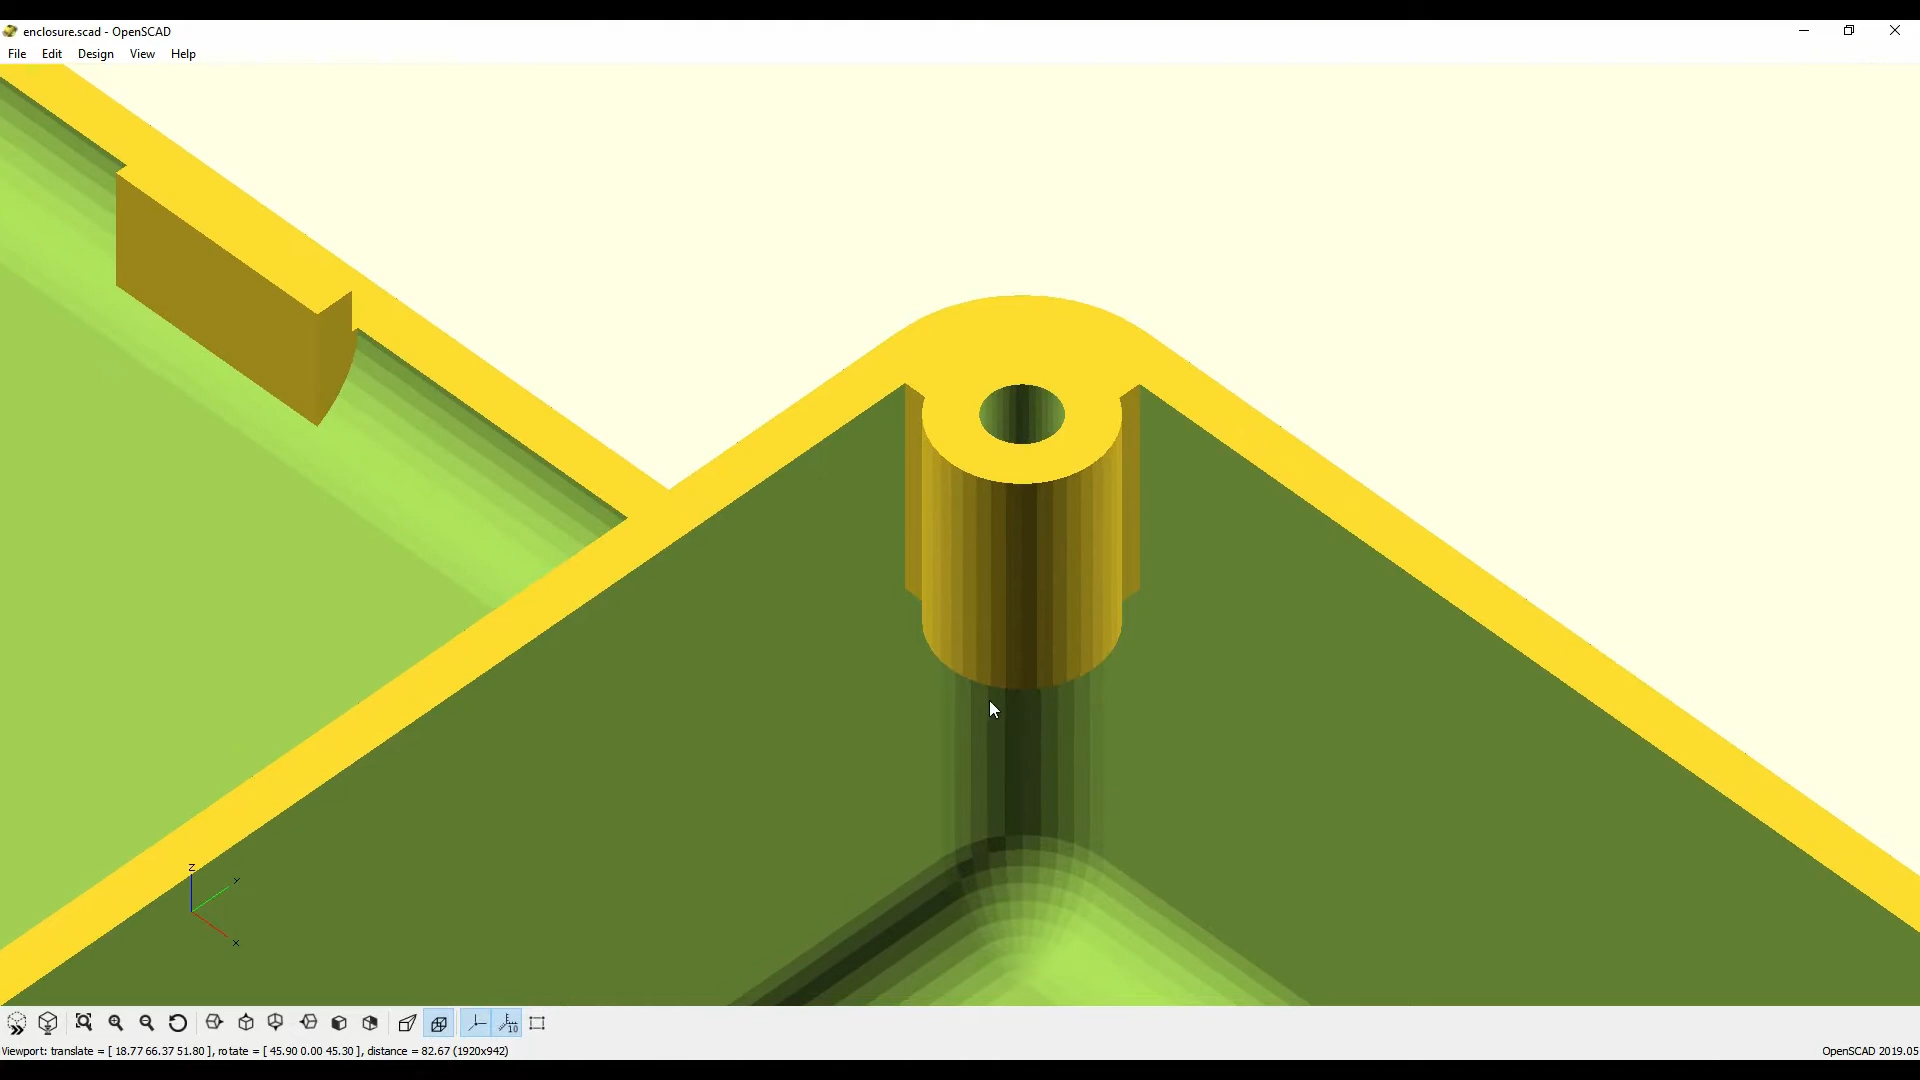 enclosure.scad - OpenSCAD
File Edit Design View Help
z
y
x
10
Viewport: translate = [ 18.77 66.37 51.80 ], rotate = [ 45.90 0.00 45.30 ], distance = 82.67 (1920x942)
OpenSCAD 2019.05